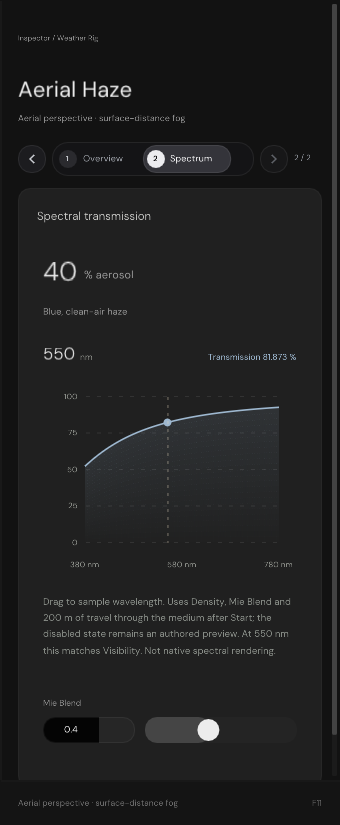 Inspector / Weather Rig
Aerial Haze
Aerial perspective · surface-distance fog
1 Overview 2 Spectrum 2 / 2
Spectral transmission
40 % aerosol
Blue, clean-air haze
550 nm Transmission 81.873 %
100
75
50
25
0
380 nm 580 nm 780 nm
Drag to sample wavelength. Uses Density, Mie Blend and
200 m of travel through the medium after Start; the
disabled state remains an authored preview. At 550 nm
this matches Visibility. Not native spectral rendering.
Mie Blend
0.4
Aerial perspective · surface-distance fog F11